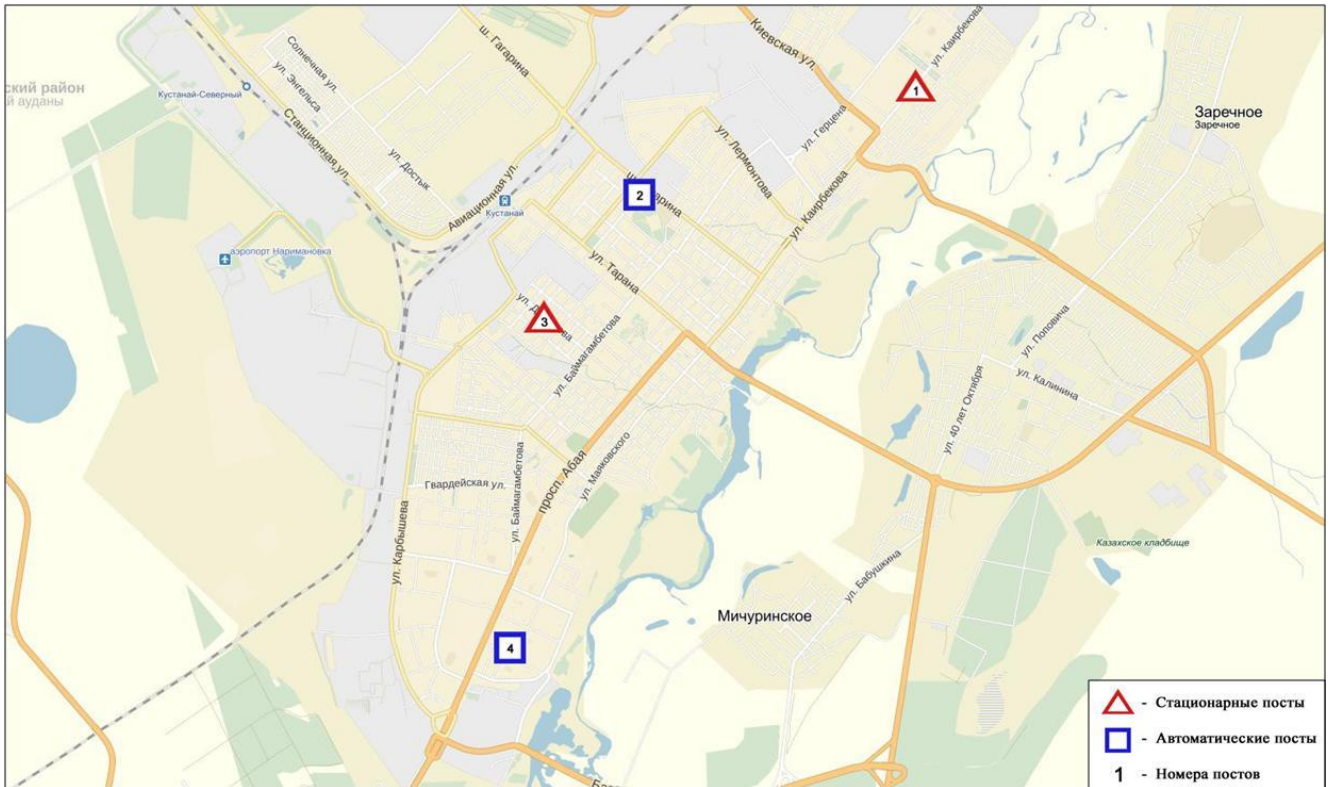 ский район
й ауданы
Кустанай-Северный
Солнечная ул.
ул. Энгельса
Станционная ул.
ул. Достык
Авиационная ул.
ш. Гагарина
Киевская ул.
ул. Каирбекова
1
ул. Герцена
ул. Лермонтова
Заречное
Заречное
2
Кустанай
ул. Каирбекова
аэропорт Наримановка
ул. Тарана
3
ул. Баймагамбетова
ул. Поповича
ул. Калинина
ул. 40 лет Октября
ул. Маяковского
просп. Абая
Гвардейская ул.
ул. Баймагамбетова
ул. Карбышева
Казахское кладбище
ул. Бабушкина
Мичуринское
4
- Стационарные посты
- Автоматические посты
1 - Номера постов